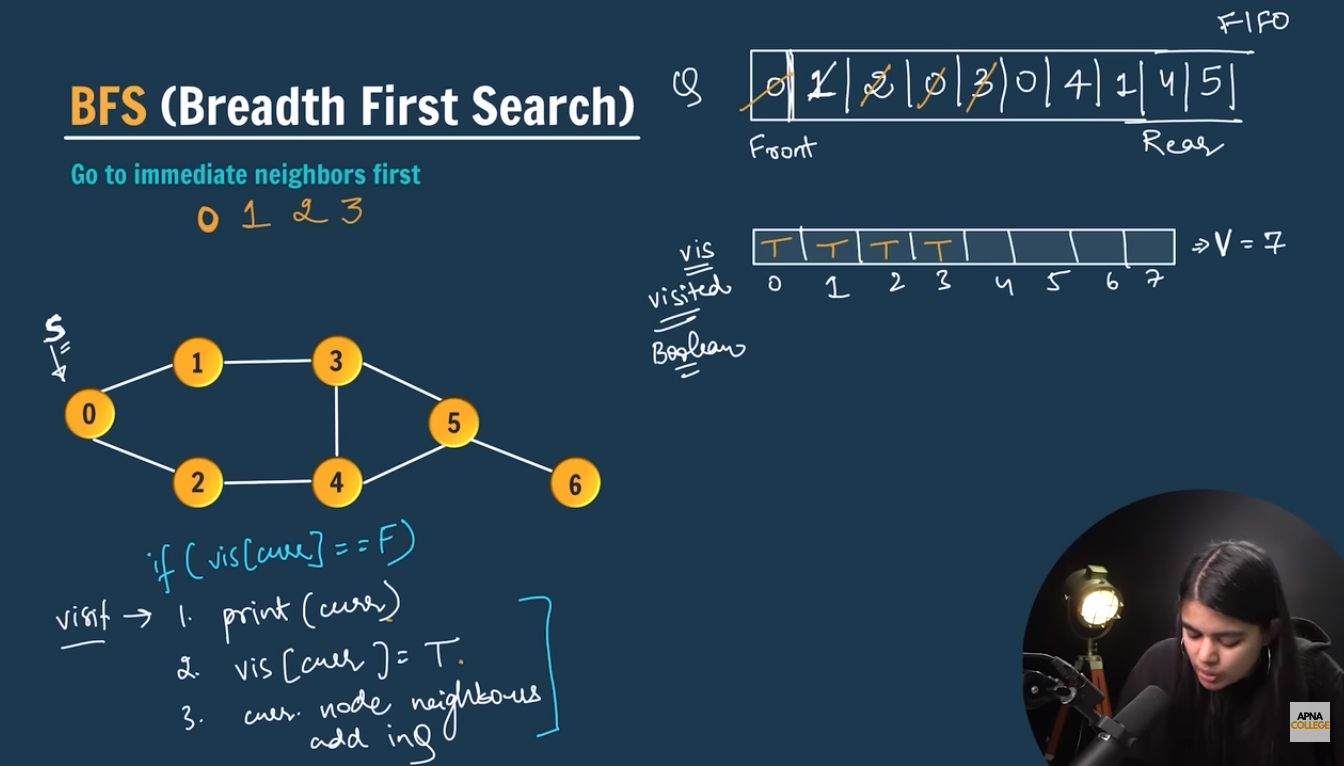 FIFO
BFS (Breadth First Search)
Q 0 1 2 0 3 0 4 1 4 5
Front Rear
Go to immediate neighbors first
0 1 2 3
vis T T T T ⇒ V = 7
visited 0 1 2 3 4 5 6 7
Boolean
S
1 3
0 5
2 4 6
if (vis[curr] == F)
visit → 1. print (curr)
2. vis [curr] = T.
3. curr. node neighbours
add in Q
APNA
COLLEGE